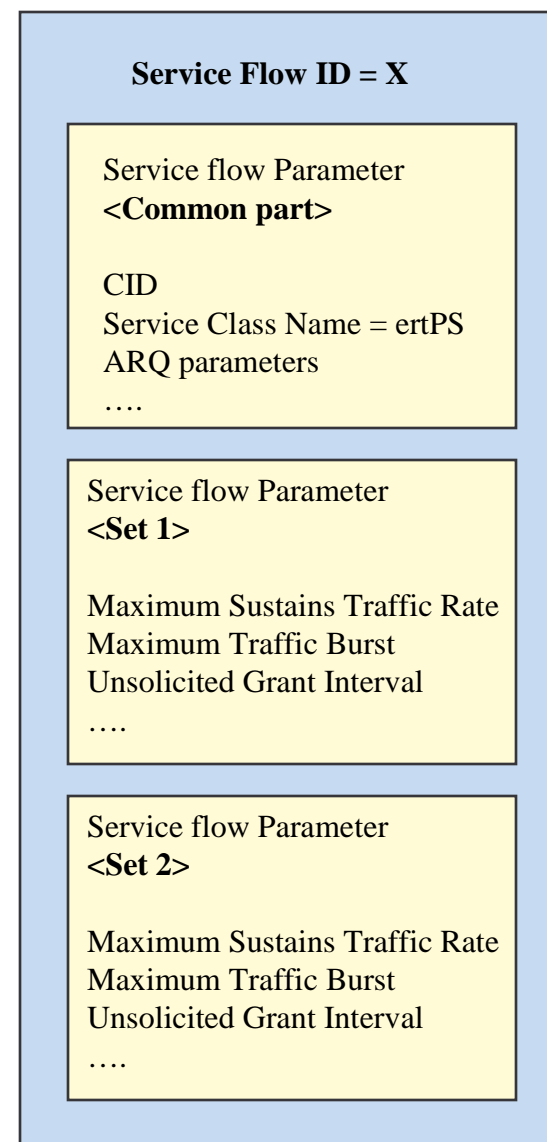 Service Flow ID = X
Service flow Parameter
<Common part>
CID
Service Class Name = ertPS
ARQ parameters
….
Service flow Parameter
<Set 1>
Maximum Sustains Traffic Rate
Maximum Traffic Burst
Unsolicited Grant Interval
….
Service flow Parameter
<Set 2>
Maximum Sustains Traffic Rate
Maximum Traffic Burst
Unsolicited Grant Interval
….